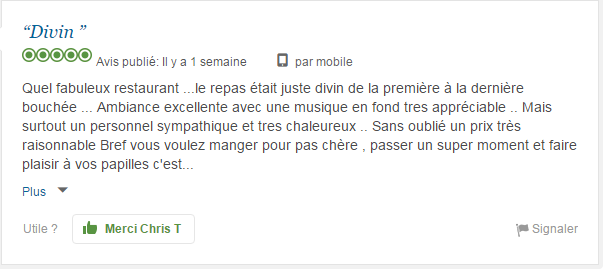 “Divin ”
Avis publié: Il y a 1 semaine par mobile
Quel fabuleux restaurant ...le repas était juste divin de la première à la dernière
bouchée ... Ambiance excellente avec une musique en fond tres appréciable .. Mais
surtout un personnel sympathique et tres chaleureux .. Sans oublié un prix très
raisonnable Bref vous voulez manger pour pas chère , passer un super moment et faire
plaisir à vos papilles c'est...
Plus
Utile ? Merci Chris T Signaler